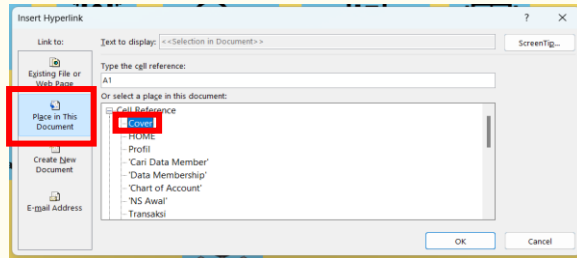 Insert Hyperlink
? ×
Link to:
Text to display: <<Selection in Document>>
ScreenTip...
Type the cell reference:
Existing File or
Web Page
A1
Or select a place in this document:
Cell Reference
Place in This
Document
Cover
HOME
Profil
Create New
Document
'Cari Data Member'
'Data Membership'
'Chart of Account'
E-mail Address
'NS Awal'
Transaksi
OK
Cancel